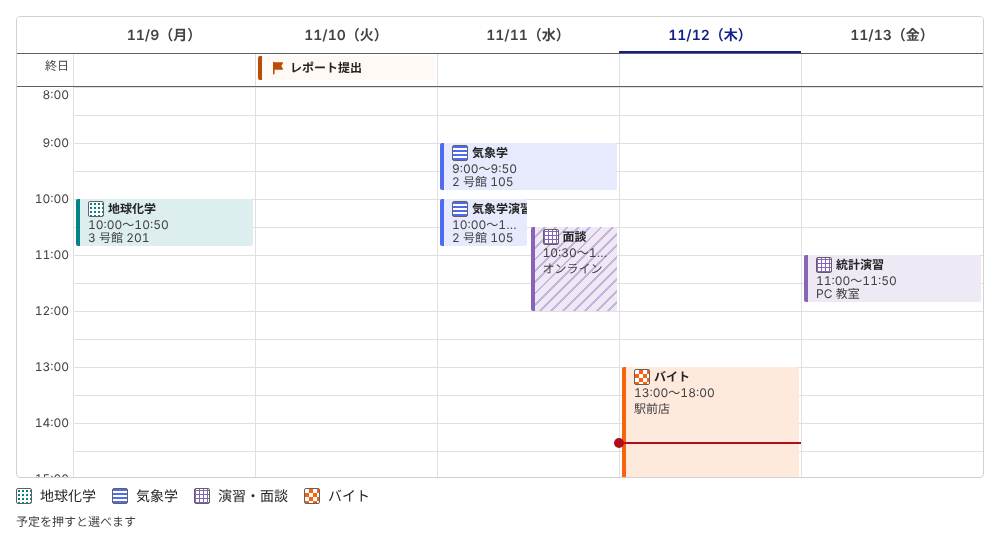 11/9（月）
11/10（火）
11/11（水）
11/12（木）
11/13（金）
終日
レポート提出
8:00
9:00
10:00
11:00
12:00
13:00
14:00
15:00
地球化学
10:00〜10:50
3 号館 201
気象学
9:00〜9:50
2 号館 105
気象学演習
10:00〜1…
2 号館 105
面談
10:30〜1…
オンライン
バイト
13:00〜18:00
駅前店
統計演習
11:00〜11:50
PC 教室
地球化学
気象学
演習・面談
バイト
予定を押すと選べます